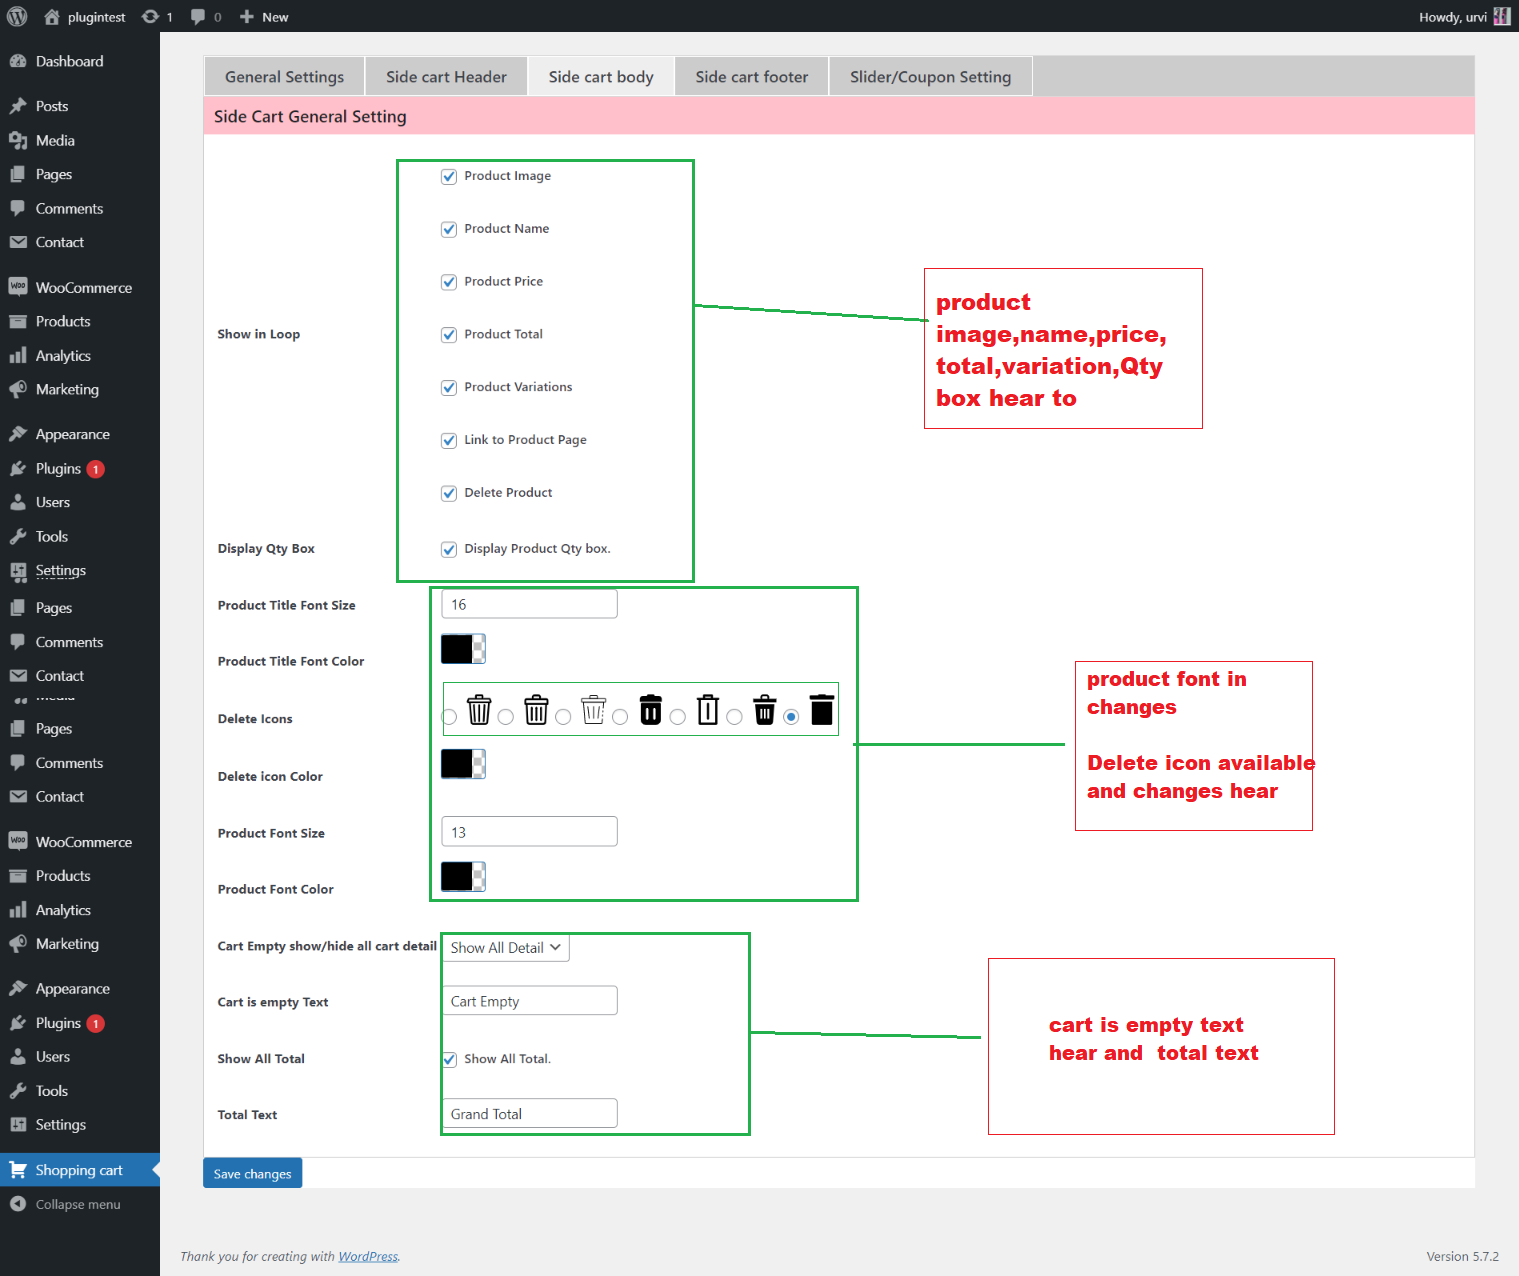 plugintest
1
0
New
Howdy, urvi
Dashboard
Posts
Media
Pages
Comments
Contact
WooCommerce
Products
Analytics
Marketing
Appearance
Plugins 1
Users
Tools
Settings
Pages
Comments
Contact
Media
Pages
Comments
Contact
WooCommerce
Products
Analytics
Marketing
Appearance
Plugins 1
Users
Tools
Settings
Shopping cart
Collapse menu
General Settings
Side cart Header
Side cart body
Side cart footer
Slider/Coupon Setting
Side Cart General Setting
Show in Loop
Product Image
Product Name
Product Price
Product Total
Product Variations
Link to Product Page
Delete Product
Display Qty Box
Display Product Qty box.
product
image,name,price,
total,variation,Qty
box hear to
Product Title Font Size
16
Product Title Font Color
Delete Icons
Delete icon Color
Product Font Size
13
Product Font Color
product font in
changes
Delete icon available
and changes hear
Cart Empty show/hide all cart detail
Show All Detail
Cart is empty Text
Cart Empty
Show All Total
Show All Total.
Total Text
Grand Total
cart is empty text
hear and  total text
Save changes
Thank you for creating with WordPress.
Version 5.7.2